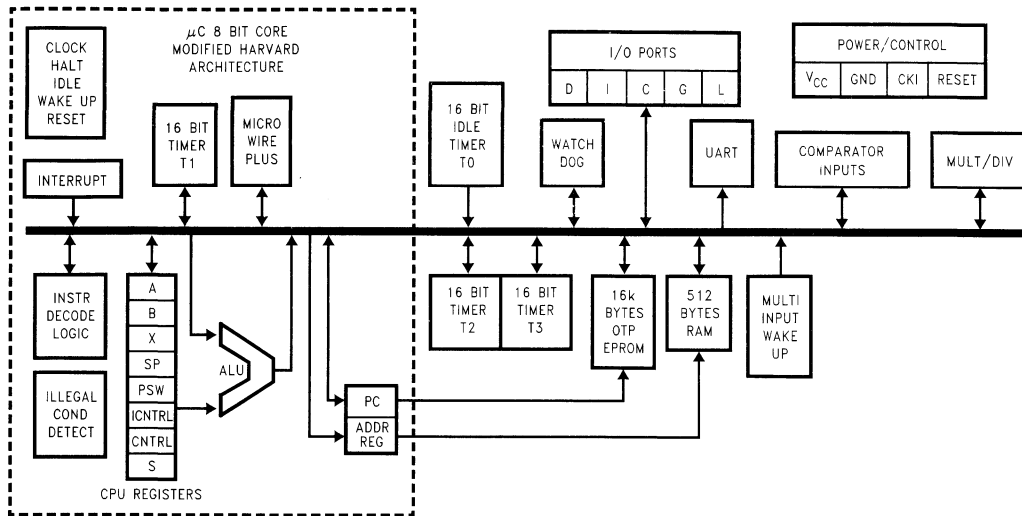 CLOCK
HALT
IDLE
WAKE UP
RESET
μC 8 BIT CORE
MODIFIED HARVARD
ARCHITECTURE
16 BIT
TIMER
T1
MICRO
WIRE
PLUS
INTERRUPT
16 BIT
IDLE
TIMER
T0
I/O PORTS
D I C G L
WATCH
DOG
UART
POWER/CONTROL
VCC GND CKI RESET
COMPARATOR
INPUTS
MULT/DIV
INSTR
DECODE
LOGIC
ILLEGAL
COND
DETECT
A
B
X
SP
PSW
ICNTRL
CNTRL
S
CPU REGISTERS
ALU
PC
ADDR
REG
16 BIT
TIMER
T2
16 BIT
TIMER
T3
16k
BYTES
OTP
EPROM
512
BYTES
RAM
MULTI
INPUT
WAKE
UP